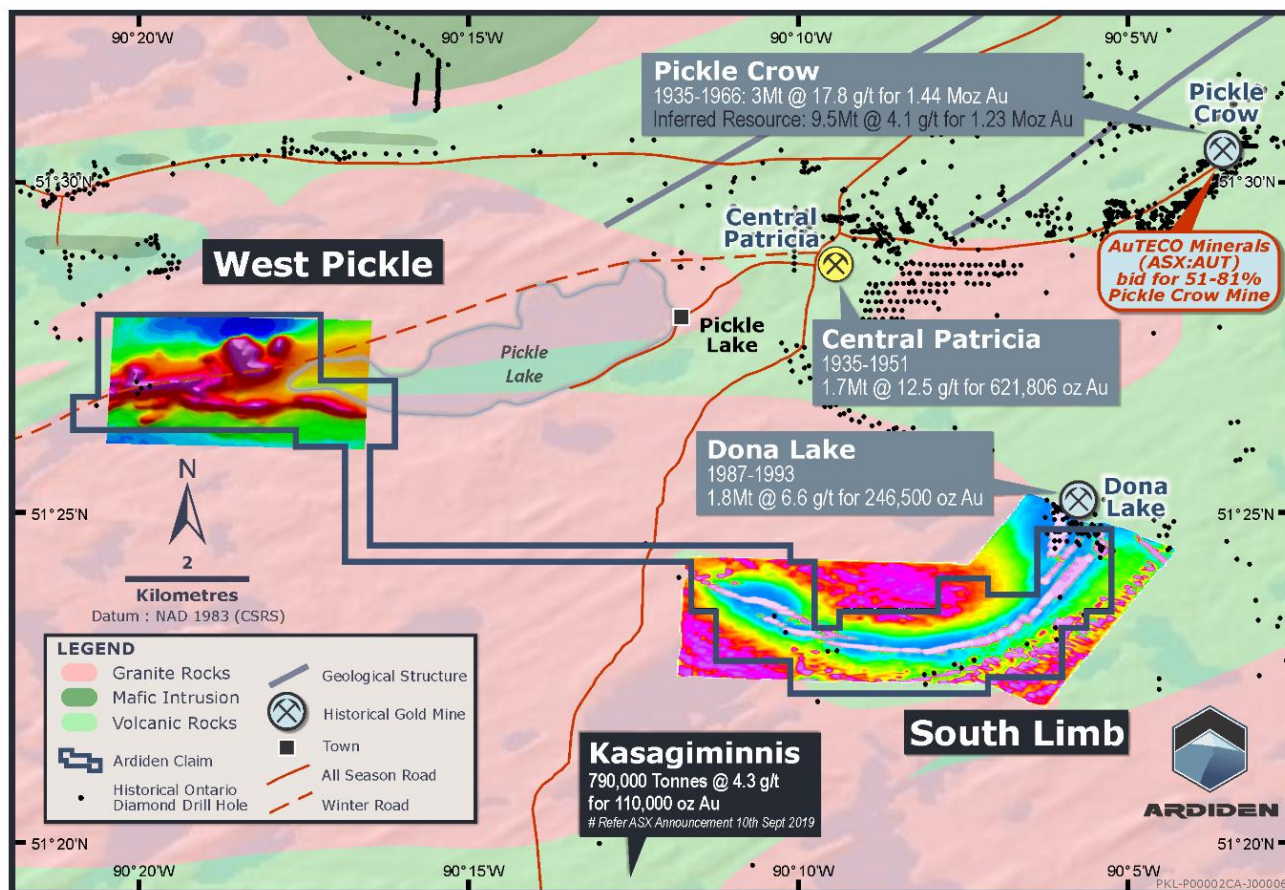 90°20'W
90°15'W
90°10'W
90°5'W
Pickle Crow
1935-1966: 3Mt @ 17.8 g/t for 1.44 Moz Au
Inferred Resource: 9.5Mt @ 4.1 g/t for 1.23 Moz Au
Pickle
Crow
51°30'N
51°30'N
Central
Patricia
AuTECO Minerals
(ASX:AUT)
bid for 51-81%
Pickle Crow Mine
West Pickle
Pickle
Lake
Pickle
Lake
Central Patricia
1935-1951
1.7Mt @ 12.5 g/t for 621,806 oz Au
Dona Lake
1987-1993
1.8Mt @ 6.6 g/t for 246,500 oz Au
Dona
Lake
N
51°25'N
51°25'N
2
Kilometres
Datum : NAD 1983 (CSRS)
LEGEND
Granite Rocks
Mafic Intrusion
Volcanic Rocks
Ardiden Claim
Historical Ontario
Diamond Drill Hole
Geological Structure
Historical Gold Mine
Town
All Season Road
Winter Road
South Limb
Kasagiminnis
790,000 Tonnes @ 4.3 g/t
for 110,000 oz Au
# Refer ASX Announcement 10th Sept 2019
ARDIDEN
51°20'N
51°20'N
90°20'W
90°15'W
90°10'W
90°5'W